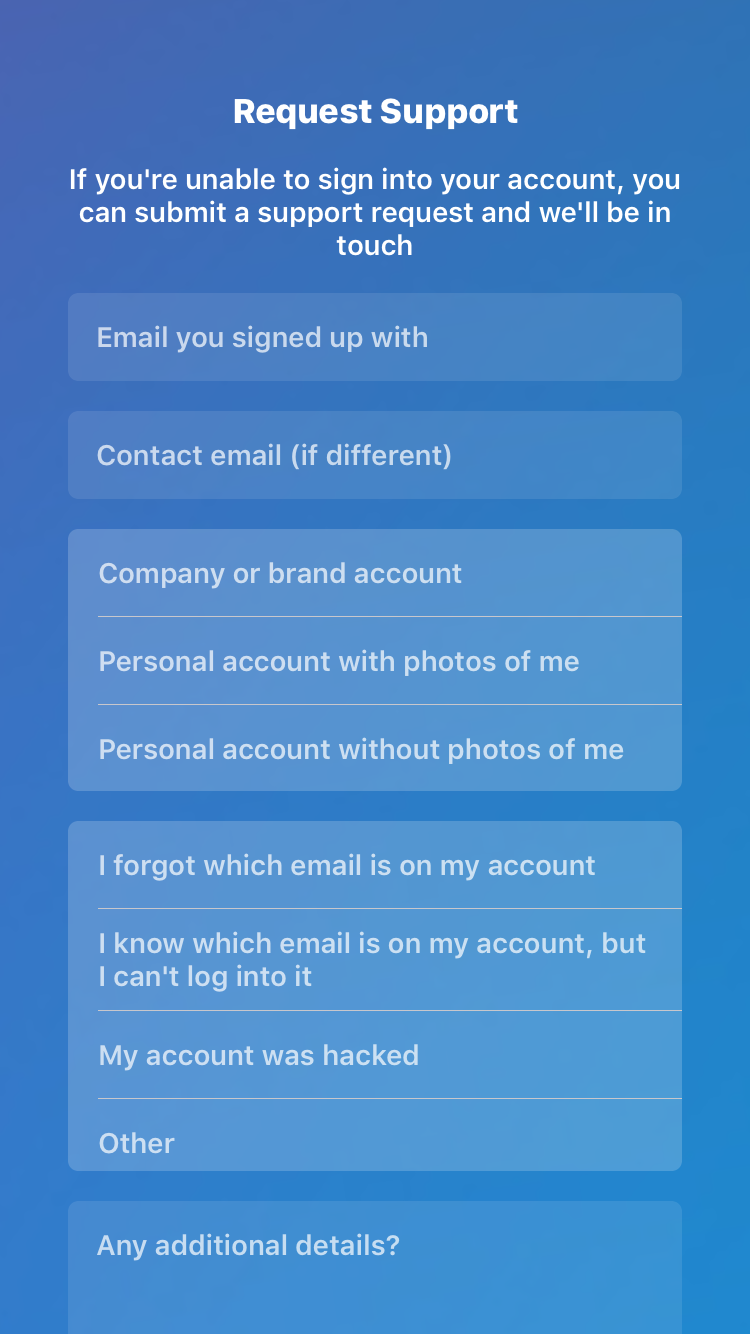 Request Support
If you're unable to sign into your account, you
can submit a support request and we'll be in
touch
Email you signed up with
Contact email (if different)
Company or brand account
Personal account with photos of me
Personal account without photos of me
I forgot which email is on my account
I know which email is on my account, but
I can't log into it
My account was hacked
Other
Any additional details?